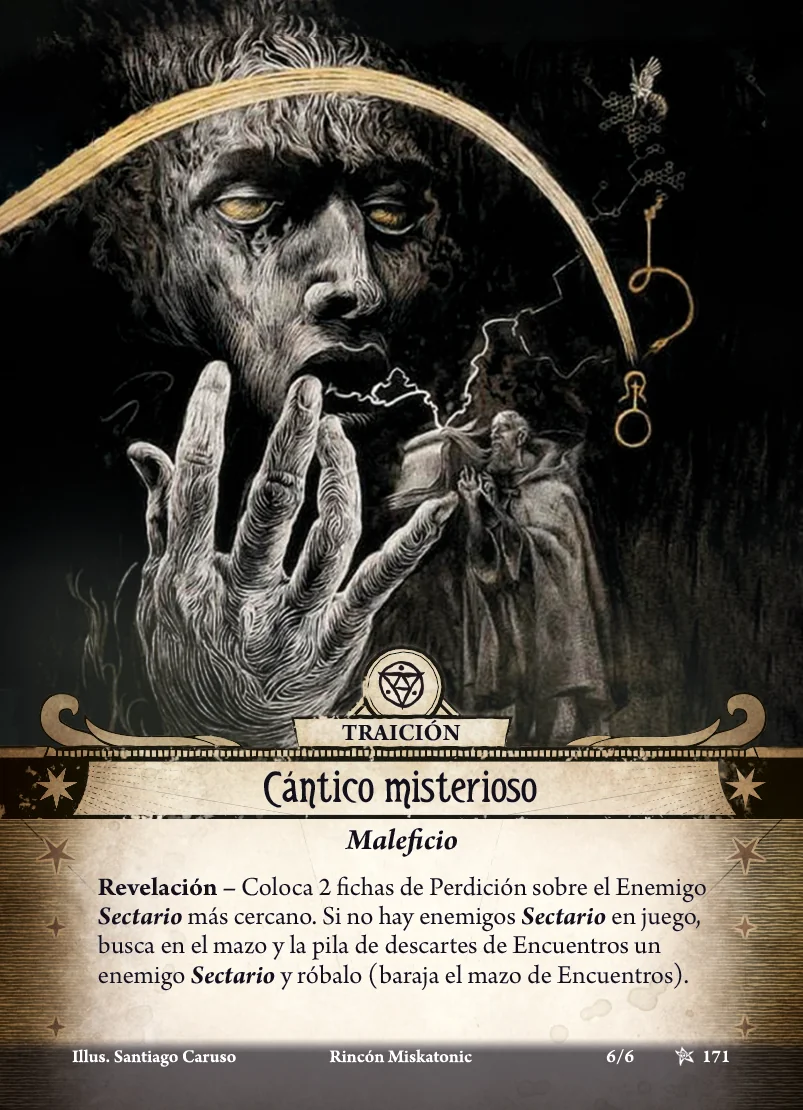 TRAICIÓN
Cántico misterioso
Maleficio
Revelación – Coloca 2 fichas de Perdición sobre el Enemigo
Sectario más cercano. Si no hay enemigos Sectario en juego,
busca en el mazo y la pila de descartes de Encuentros un
enemigo Sectario y róbalo (baraja el mazo de Encuentros).
Illus. Santiago Caruso Rincón Miskatonic 6/6 171